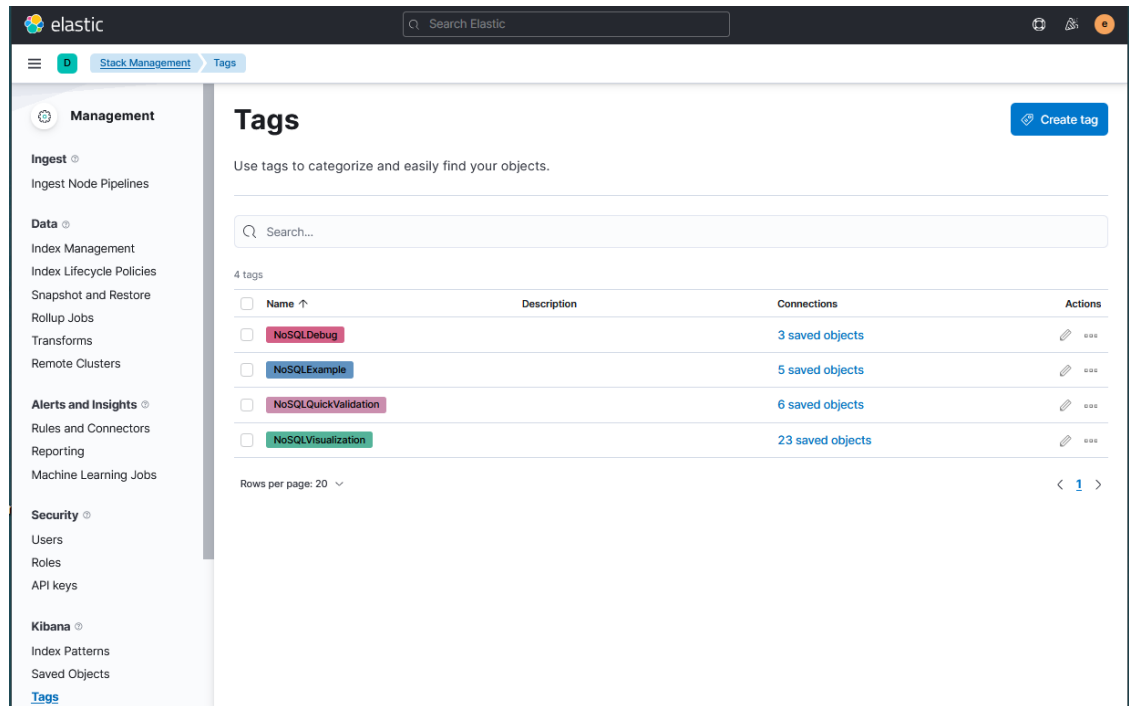 elastic
Search Elastic
e
D
Stack Management
Tags
Management
Ingest
Ingest Node Pipelines
Data
Index Management
Index Lifecycle Policies
Snapshot and Restore
Rollup Jobs
Transforms
Remote Clusters
Alerts and Insights
Rules and Connectors
Reporting
Machine Learning Jobs
Security
Users
Roles
API keys
Kibana
Index Patterns
Saved Objects
Tags
Tags
Create tag
Use tags to categorize and easily find your objects.
Search...
4 tags
Name Description Connections Actions
NoSQLDebug 3 saved objects
NoSQLExample 5 saved objects
NoSQLQuickValidation 6 saved objects
NoSQLVisualization 23 saved objects
Rows per page: 20
1